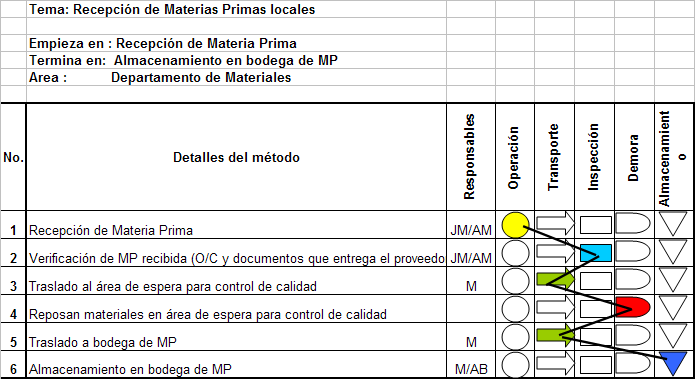 Tema: Recepción de Materias Primas locales
Empieza en : Recepción de Materia Prima
Termina en: Almacenamiento en bodega de MP
Area : Departamento de Materiales
No. Detalles del método Responsables Operación Transporte Inspección Demora Almacenamient
o
1 Recepción de Materia Prima JM/AM
2 Verificación de MP recibida (O/C y documentos que entrega el proveedo JM/AM
3 Traslado al área de espera para control de calidad M
4 Reposan materiales en área de espera para control de calidad
5 Traslado a bodega de MP M
6 Almacenamiento en bodega de MP M/AB